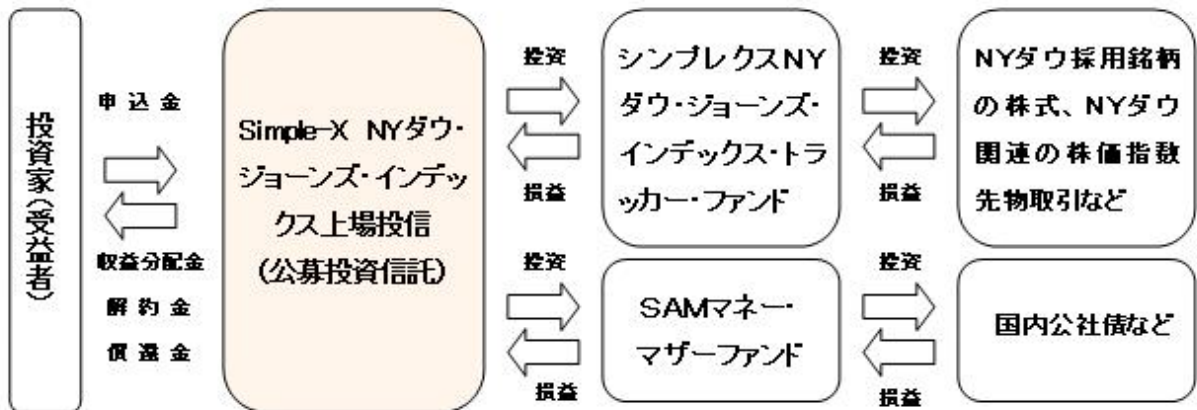 投資家(受益者)
申込金
収益分配金
解約金
償還金
Simple-X NYダウ・
ジョーンズ・インデッ
クス上場投信
(公募投資信託)
投資
損益
投資
損益
シンプレクスNY
ダウ・ジョーンズ・
インデックス・トラ
ッカー・ファンド
SAMマネー・
マザーファンド
投資
損益
投資
損益
NYダウ採用銘柄
の株式、NYダウ
関連の株価指数
先物取引など
国内公社債など